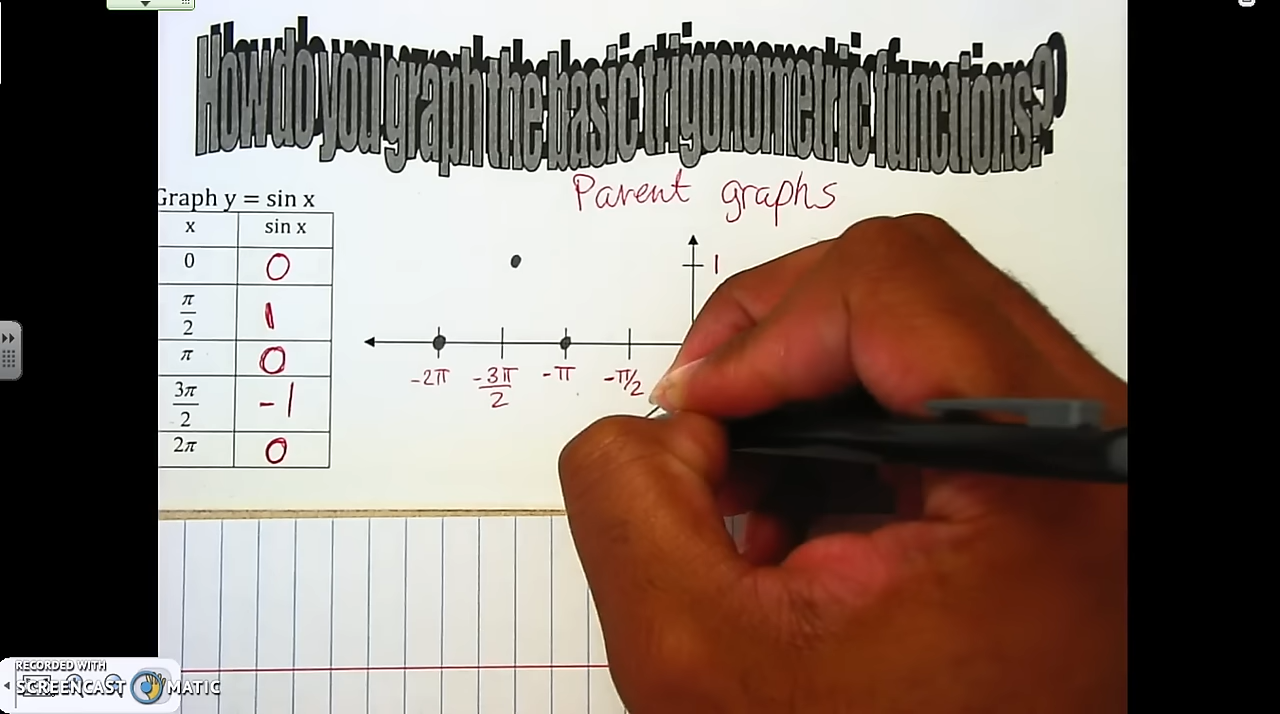 How do you graph the basic trigonometric functions?
Parent graphs
Graph y = sin x
x sin x
0 0
π/2 1
π 0
3π/2 -1
2π 0
1
-2π -3π/2 -π -π/2
RECORDED WITH
SCREENCAST MATIC